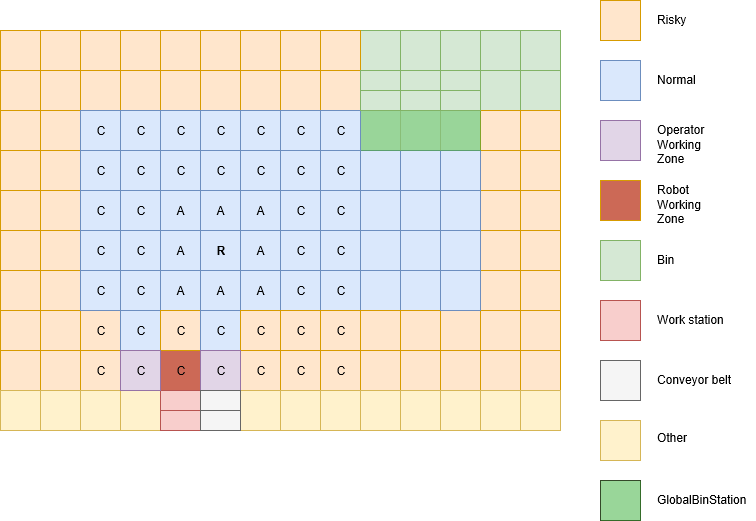 Risky
Normal
C C C C C C C
Operator
Working
Zone
C C C C C C C
Robot
Working
Zone
C C A A A C C
C C A R A C C
Bin
C C A A A C C
Work station
C C C C C C C
C C C C C C C
Conveyor belt
Other
GlobalBinStation